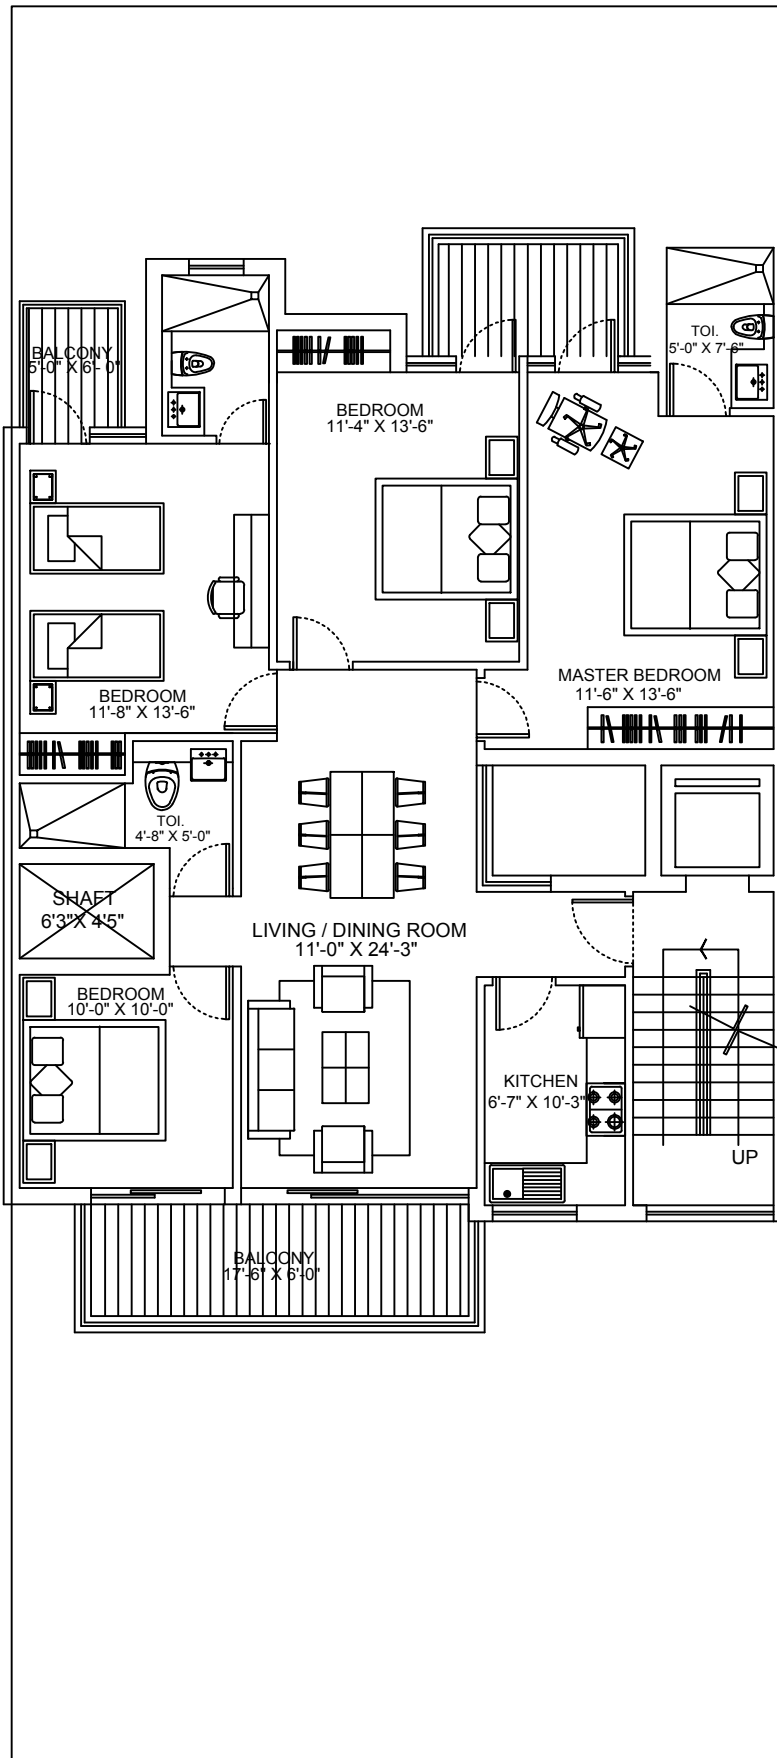 TOI.
5'-0" X 7'-6"
BALCONY
5'-0" X 6'- 0"
BEDROOM
11'-4" X 13'-6"
MASTER BEDROOM
11'-6" X 13'-6"
BEDROOM
11'-8" X 13'-6"
TOI.
4'-8" X 5'-0"
SHAFT
6'3"X 4'5"
LIVING / DINING ROOM
11'-0" X 24'-3"
BEDROOM
10'-0" X 10'-0"
KITCHEN
6'-7" X 10'-3"
UP
BALCONY
17'-6" X 6'-0"